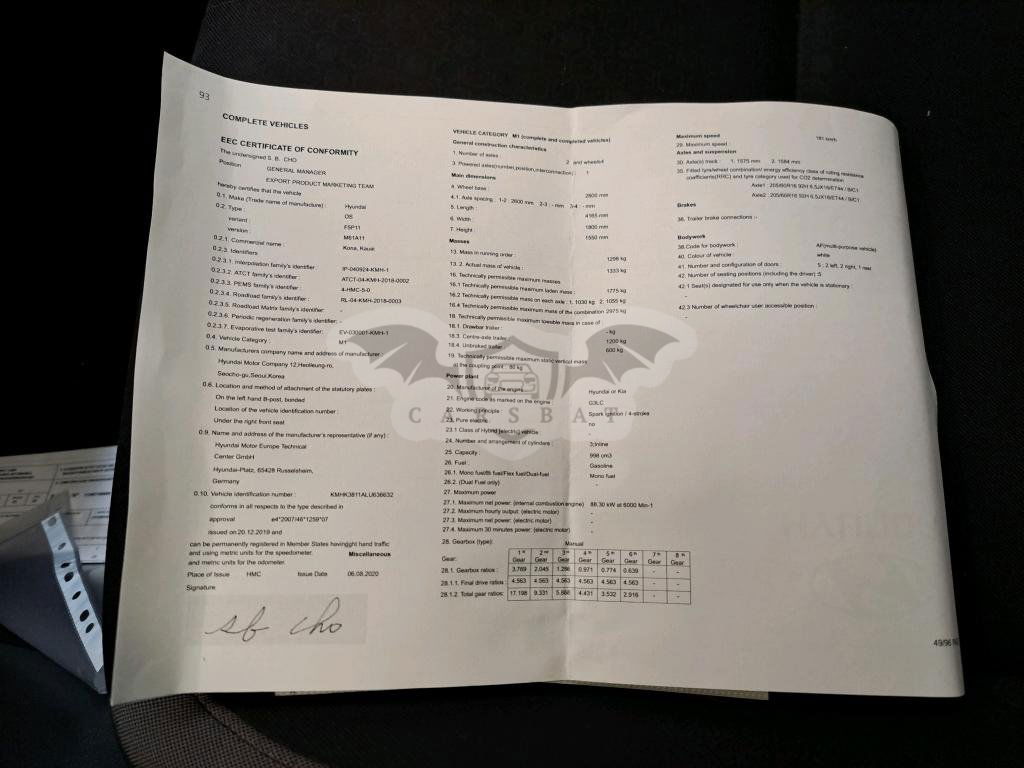 93
COMPLETE VEHICLES
EEC CERTIFICATE OF CONFORMITY
The undersigned S. B. CHO
Position GENERAL MANAGER
EXPORT PRODUCT MARKETING TEAM
hereby certifies that the vehicle
0.1. Make (Trade name of manufacture) : Hyundai
0.2. Type : OS
variant : F5P11
version : M61A11
0.2.1. Commercial name : Kona, Kauai
0.2.3. Identifiers
0.2.3.1. Interpolation family's identifier : IP-040924-KMH-1
0.2.3.2. ATCT family's identifier : ATCT-04-KMH-2018-0002
0.2.3.3. PEMS family's identifier : 4-HMC-5-0
0.2.3.4. Roadload family's identifier : RL-04-KMH-2018-0003
0.2.3.5. Roadload Matrix family's identifier : -
0.2.3.6. Periodic regeneration family's identifier: -
0.2.3.7. Evaporative test family's identifier: EV-030001-KMH-1
0.4. Vehicle Category : M1
0.5. Manufacturers company name and address of manufacturer :
Hyundai Motor Company 12,Heolleung-ro,
Seocho-gu,Seoul,Korea
0.6. Location and method of attachment of the statutory plates :
On the left hand B-post, bonded
Location of the vehicle identification number :
Under the right front seat
0.9. Name and address of the manufacturer's representative (if any) :
Hyundai Motor Europe Technical
Center GmbH
Hyundai-Platz, 65428 Russelsheim,
Germany
0.10. Vehicle identification number : KMHK3811ALU636632
conforms in all respects to the type described in
approval e4*2007/46*1259*07
issued on 20.12.2019 and
can be permanently registered in Member States havingight hand traffic
and using metric units for the speedometer. Miscellaneous
and metric units for the odometer.
Place of Issue HMC Issue Date 06.08.2020
Signature
sb cho
VEHICLE CATEGORY M1 (complete and completed vehicles)
General construction characteristics
1. Number of axles : 2 and wheels4
3. Powered axles(number,position,interconnection) : 1
Main dimensions
4. Wheel base : 2600 mm
4.1. Axle spacing 1-2 : 2600 mm 2-3 : - mm 3-4 : - mm
5. Length : 4165 mm
6. Width : 1800 mm
7. Height : 1550 mm
Masses
13. Mass in running order : 1298 kg
13. 2. Actual mass of vehicle : 1333 kg
16. Technically permissible maximum masses
16.1 Technically permissible maximum laden mass : 1775 kg
16.2 Technically permissible mass on each axle : 1. 1030 kg 2. 1055 kg
16.4 Technically permissible maximum mass of the combination 2975 kg
18. Technically permissible maximum towable mass in case of
18.1. Drawbar trailer : - kg
18.3. Centre-axle trailer : 1200 kg
18.4. Unbraked trailer : 600 kg
19. Technically permissible maximum static vertical mass
at the coupling point : 80 kg
Power plant
20. Manufacturer of the engine : Hyundai or Kia
21. Engine code as marked on the engine : G3LC
22. Working principle : Spark ignition / 4-stroke
23. Pure electric : no
23.1 Class of Hybrid [electric] vehicle :
24. Number and arrangement of cylinders : 3;Inline
25. Capacity : 998 cm3
26. Fuel : Gasoline
26.1. Mono fuel/Bi fuel/Flex fuel/Dual-fuel Mono fuel
26.2. (Dual Fuel only) -
27. Maximum power
27.1. Maximum net power: (internal combustion engine) 88.30 kW at 6000 Min-1
27.2. Maximum hourly output: (electric motor) -
27.3. Maximum net power: (electric motor) -
27.4. Maximum 30 minutes power: (electric motor) -
28. Gearbox (type): Manual
Gear: 1 st Gear 2 nd Gear 3 rd Gear 4 th Gear 5 th Gear 6 th Gear 7 th Gear 8 th Gear
28.1. Gearbox ratios : 3.769 2.045 1.286 0.971 0.774 0.639 - -
28.1.1. Final drive ratios : 4.563 4.563 4.563 4.563 4.563 4.563 - -
28.1.2. Total gear ratios: 17.198 9.331 5.868 4.431 3.532 2.916 - -
Maximum speed
29. Maximum speed : 181 km/h
Axles and suspension
30. Axle(s) track : 1. 1575 mm 2. 1584 mm
35. Fitted tyre/wheel combination/ energy efficiency class of rolling resistance
coefficients(RRC) and tyre category used for CO2 determination
Axle1 : 205/60R16 92H 6.5JX16/ET44 / B/C1
Axle2 : 205/60R16 92H 6.5JX16/ET44 / B/C1
Brakes
36. Trailer brake connections :-
Bodywork
38.Code for bodywork : AF(multi-purpose vehicle)
40. Colour of vehicle : white
41. Number and configuration of doors : 5 ; 2 left, 2 right, 1 rear
42. Number of seating positions (including the driver) :5
42.1 Seat(s) designated for use only when the vehicle is stationary :
-
42.3 Number of wheelchair user accessible position :
-
CARSBAT
49/96